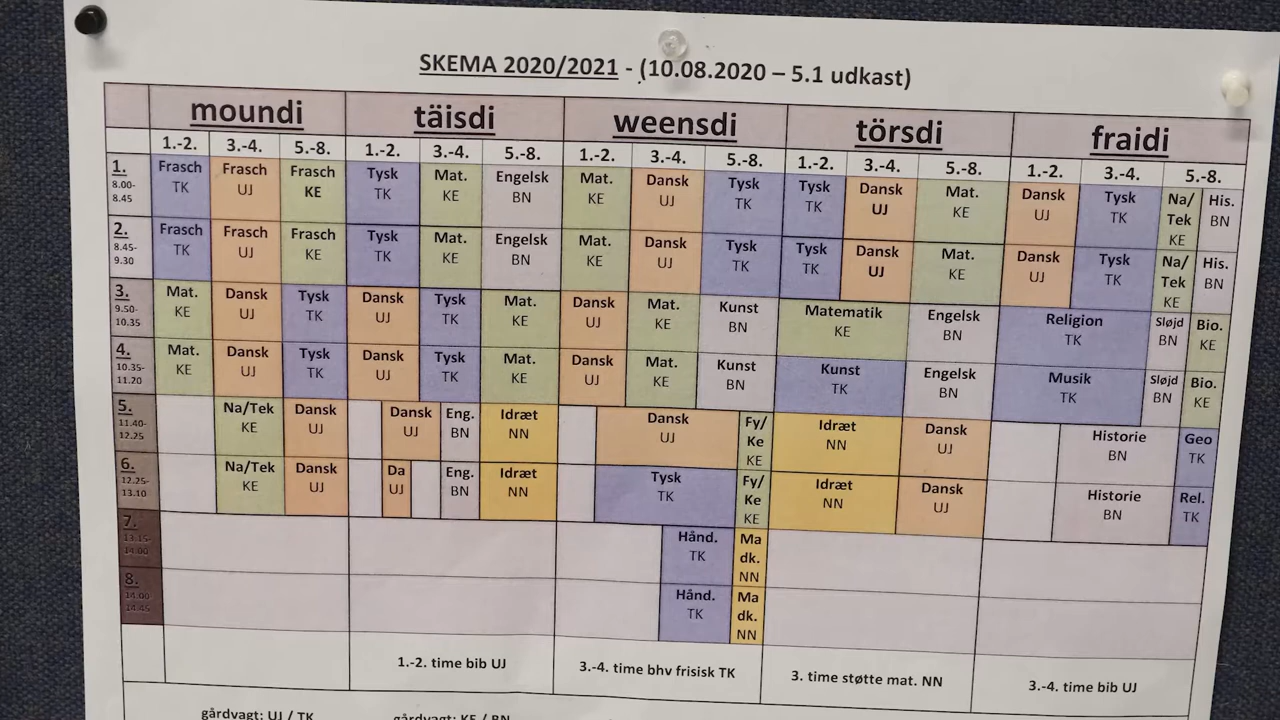 SKEMA 2020/2021 - (10.08.2020 – 5.1 udkast)
moundi täisdi weensdi törsdi fraidi
1.-2. 3.-4. 5.-8. 1.-2. 3.-4. 5.-8. 1.-2. 3.-4. 5.-8. 1.-2. 3.-4. 5.-8. 1.-2. 3.-4. 5.-8.
1. Frasch Frasch Frasch Tysk Mat. Engelsk Mat. Dansk Tysk Tysk Dansk Mat. Dansk Tysk Na/ His.
8.00- TK UJ KE TK KE BN KE UJ TK TK UJ KE UJ TK Tek BN
8.45 KE
2. Frasch Frasch Frasch Tysk Mat. Engelsk Mat. Dansk Tysk Tysk Dansk Mat. Dansk Tysk Na/ His.
8.45- TK UJ KE TK KE BN KE UJ TK TK UJ KE UJ TK Tek BN
9.30 KE
3. Mat. Dansk Tysk Dansk Tysk Mat. Dansk Mat. Kunst Matematik Engelsk Religion Sløjd Bio.
9.50- KE UJ TK UJ TK KE UJ KE BN KE BN TK BN KE
10.35
4. Mat. Dansk Tysk Dansk Tysk Mat. Dansk Mat. Kunst Kunst Engelsk Musik Sløjd Bio.
10.35- KE UJ TK UJ TK KE UJ KE BN TK BN TK BN KE
11.20
5. Na/Tek Dansk Dansk Eng. Idræt Dansk Fy/ Idræt Dansk Historie Geo
11.40- KE UJ UJ BN NN UJ Ke NN UJ BN TK
12.25 KE
6. Na/Tek Dansk Da Eng. Idræt Tysk Fy/ Idræt Dansk Historie Rel.
12.25- KE UJ UJ BN NN TK Ke NN UJ BN TK
13.10 KE
7. Hånd. Ma
13.15- TK dk.
14.00 NN
8. Hånd. Ma
14.00- TK dk.
14.45 NN
1.-2. time bib UJ 3.-4. time bhv frisisk TK 3. time støtte mat. NN 3.-4. time bib UJ
gårdvagt: UJ / TK gårdvagt: KE / BN